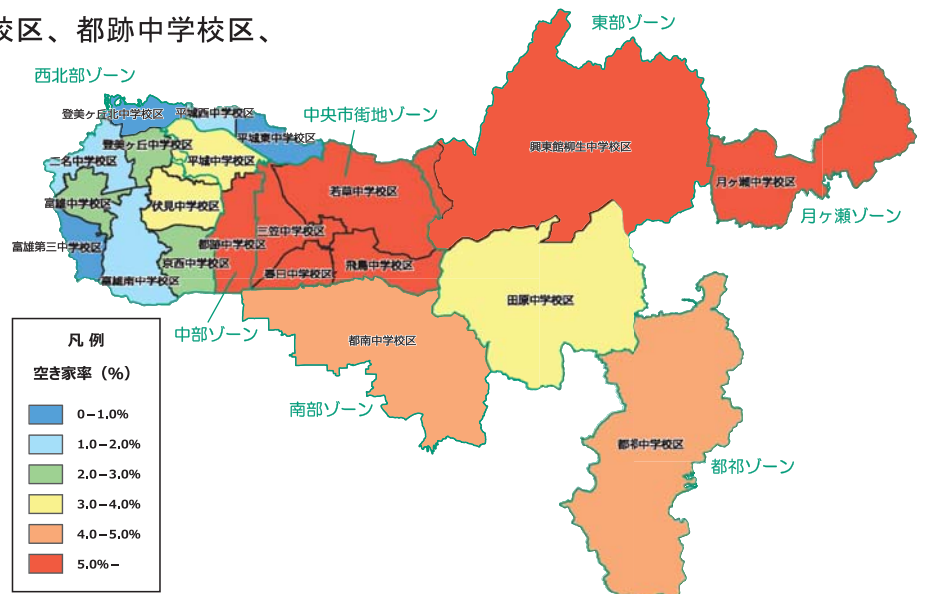 校区、都跡中学校区、
東部ゾーン
西北部ゾーン
中央市街地ゾーン
登美ヶ丘北中学校区
平城西中学校区
平城東中学校区
登美ヶ丘中学校区
二名中学校区
平城中学校区
興東館柳生中学校区
若草中学校区
月ヶ瀬中学校区
富雄中学校区
伏見中学校区
月ヶ瀬ゾーン
三笠中学校区
富雄第三中学校区
都跡中学校区
京西中学校区
飛鳥中学校区
春日中学校区
富雄南中学校区
田原中学校区
中部ゾーン
都南中学校区
南部ゾーン
都祁中学校区
都祁ゾーン
凡例
空き家率（%）
0－1.0%
1.0－2.0%
2.0－3.0%
3.0－4.0%
4.0－5.0%
5.0%－